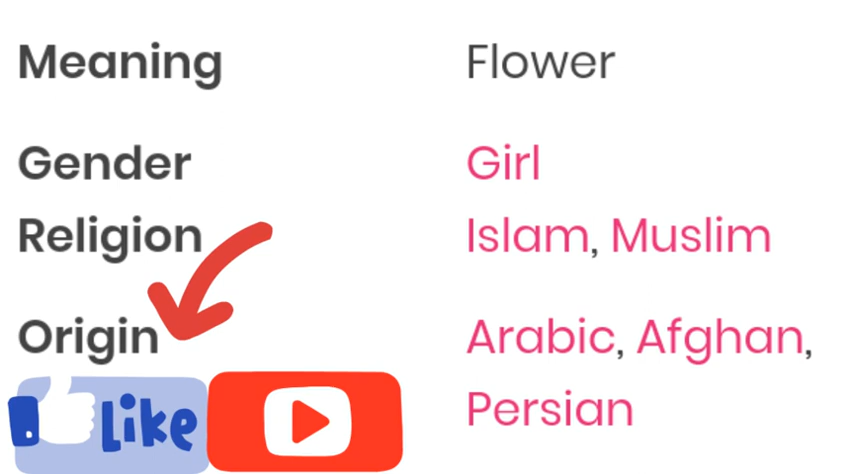 Meaning Flower
Gender Girl
Religion Islam, Muslim
Origin Arabic, Afghan,
Persian
Like